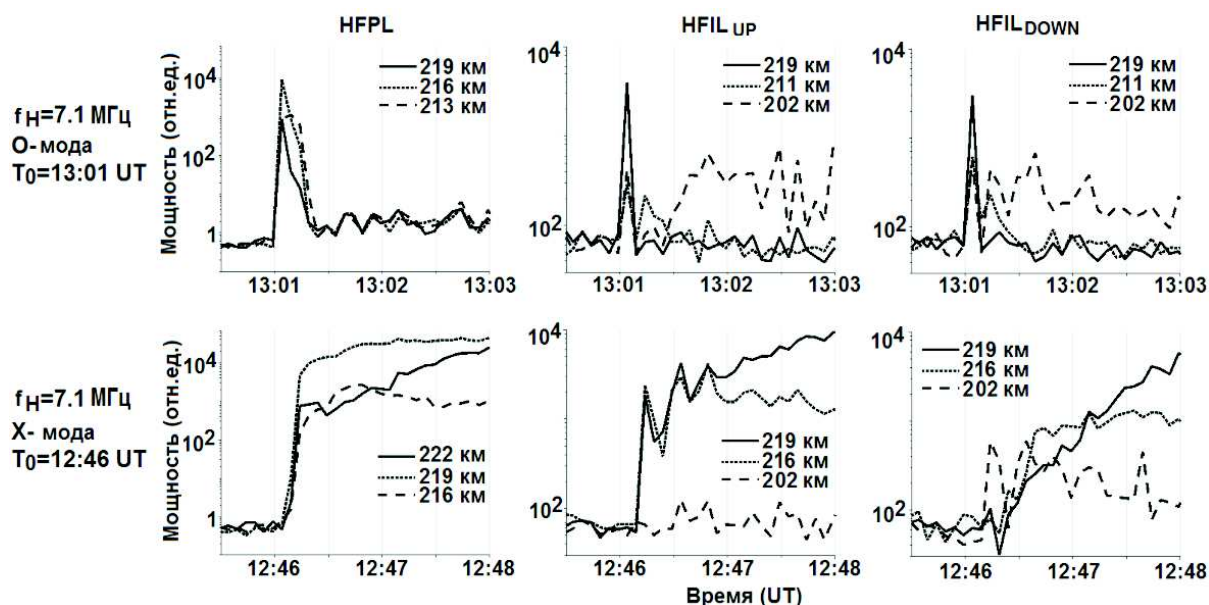 HFPL
HFIL UP
HFIL DOWN
f H=7.1 МГц
О- мода
T0=13:01 UT
Мощность (отн.ед.)
10^4
10^2
1
219 км
216 км
213 км
13:01 13:02 13:03
10^4
10^2
219 км
211 км
202 км
13:01 13:02 13:03
10^4
10^2
219 км
211 км
202 км
13:01 13:02 13:03
f H=7.1 МГц
X- мода
T0=12:46 UT
Мощность (отн.ед.)
10^4
10^2
1
222 км
219 км
216 км
12:46 12:47 12:48
10^4
10^2
219 км
216 км
202 км
12:46 12:47 12:48
10^4
10^2
219 км
216 км
202 км
12:46 12:47 12:48
Время (UT)